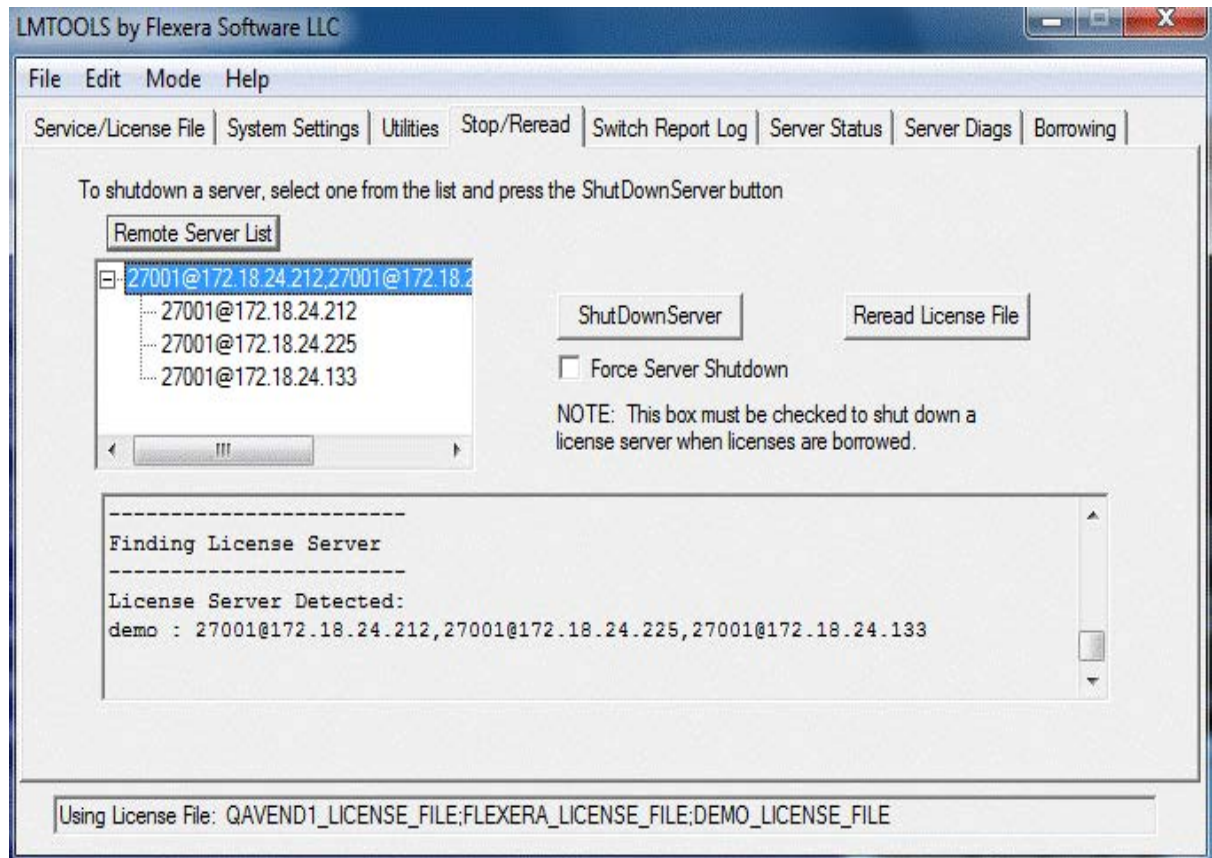 LMTOOLS by Flexera Software LLC
File Edit Mode Help
Service/License File System Settings Utilities Stop/Reread Switch Report Log Server Status Server Diags Borrowing
To shutdown a server, select one from the list and press the ShutDownServer button
Remote Server List
27001@172.18.24.212,27001@172.18.2
27001@172.18.24.212
27001@172.18.24.225
27001@172.18.24.133
ShutDownServer
Reread License File
Force Server Shutdown
NOTE: This box must be checked to shut down a
license server when licenses are borrowed.
------------------------
Finding License Server
------------------------
License Server Detected:
demo : 27001@172.18.24.212,27001@172.18.24.225,27001@172.18.24.133
Using License File: QAVEND1_LICENSE_FILE;FLEXERA_LICENSE_FILE;DEMO_LICENSE_FILE